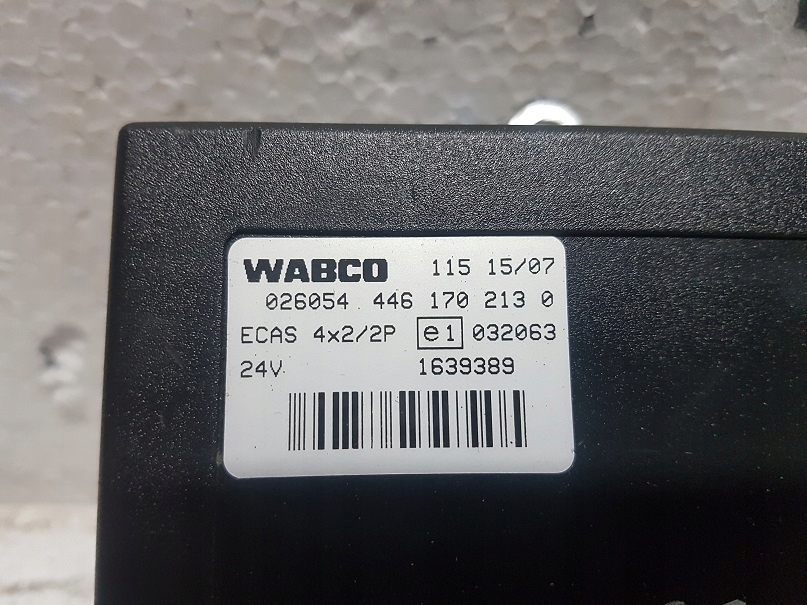 WABCO 115 15/07
026054 446 170 213 0
ECAS 4x2/2P e1 032063
24V 1639389